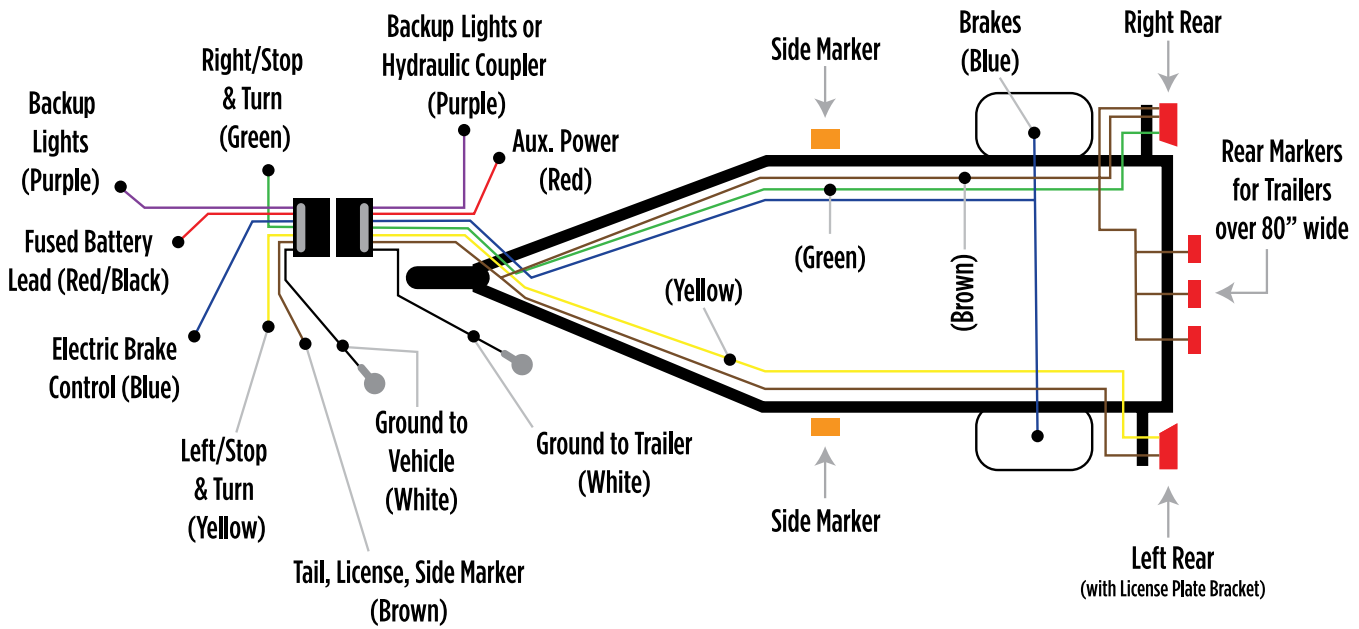 Backup Lights or
Hydraulic Coupler
(Purple)
Right/Stop
& Turn
(Green)
Backup
Lights
(Purple)
Aux. Power
(Red)
Side Marker
Brakes
(Blue)
Right Rear
Rear Markers
for Trailers
over 80” wide
Fused Battery
Lead (Red/Black)
(Green)
(Brown)
(Yellow)
Electric Brake
Control (Blue)
Left/Stop
& Turn
(Yellow)
Ground to
Vehicle
(White)
Ground to Trailer
(White)
Tail, License, Side Marker
(Brown)
Side Marker
Left Rear
(with License Plate Bracket)